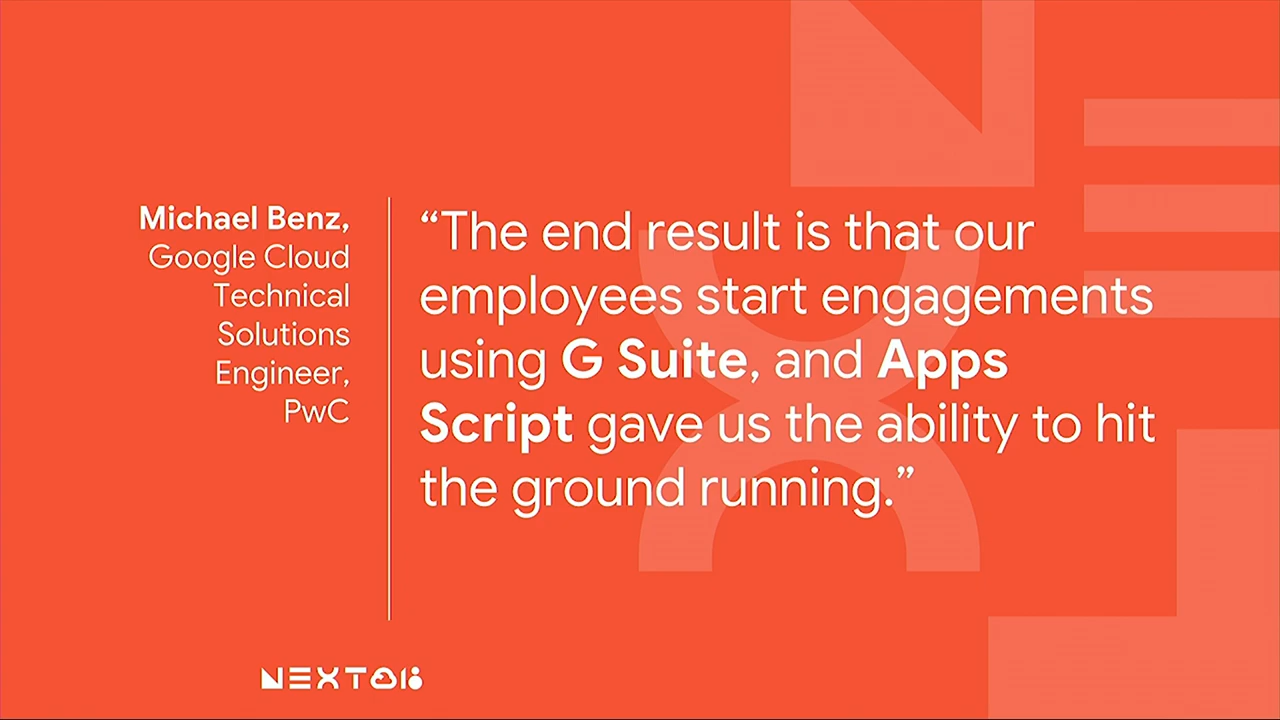 Michael Benz,
Google Cloud
Technical
Solutions
Engineer,
PwC
“The end result is that our
employees start engagements
using G Suite, and Apps
Script gave us the ability to hit
the ground running.”
NEXT18